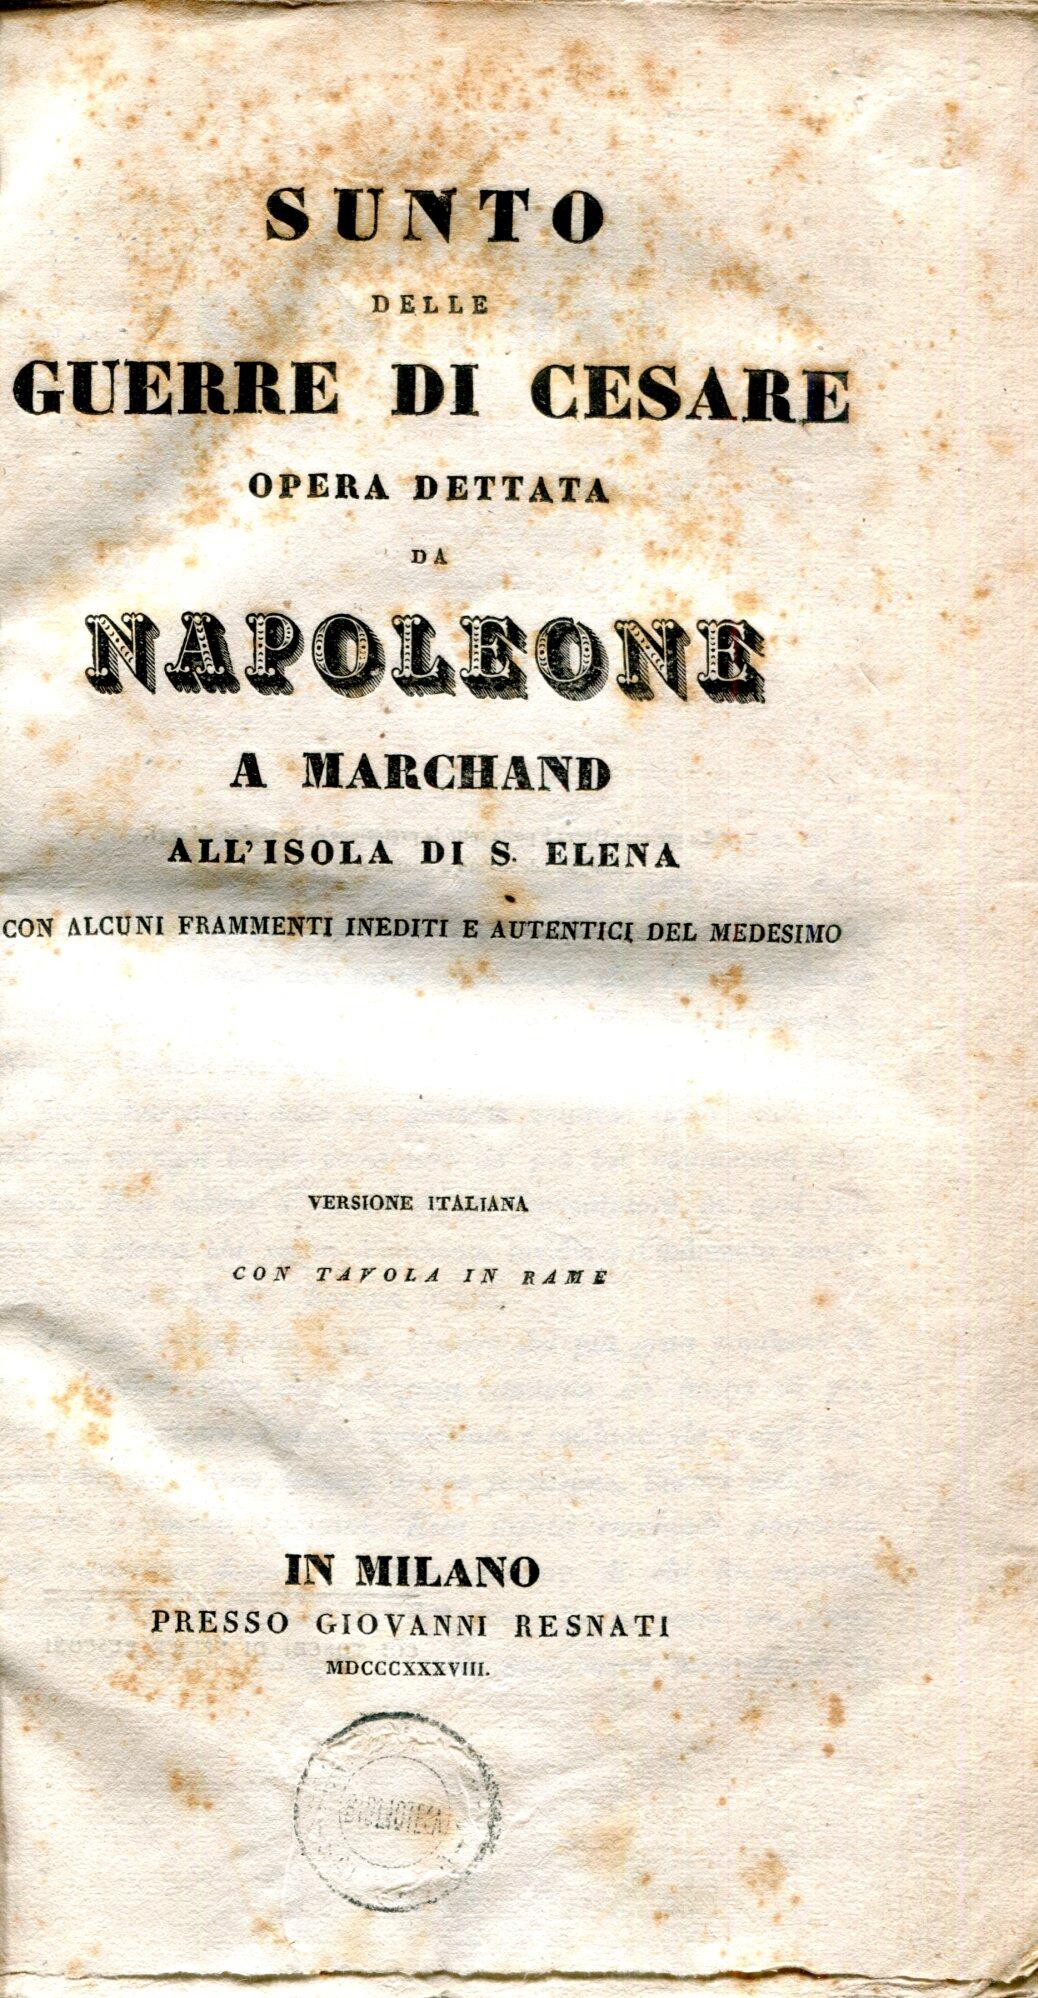 SUNTO
DELLE
GUERRE DI CESARE
OPERA DETTATA
DA
NAPOLEONE
A MARCHAND
ALL'ISOLA DI S. ELENA
CON ALCUNI FRAMMENTI INEDITI E AUTENTICI DEL MEDESIMO
VERSIONE ITALIANA
CON TAVOLA IN RAME
IN MILANO
PRESSO GIOVANNI RESNATI
MDCCCXXXVIII.
BIBLIOTECA